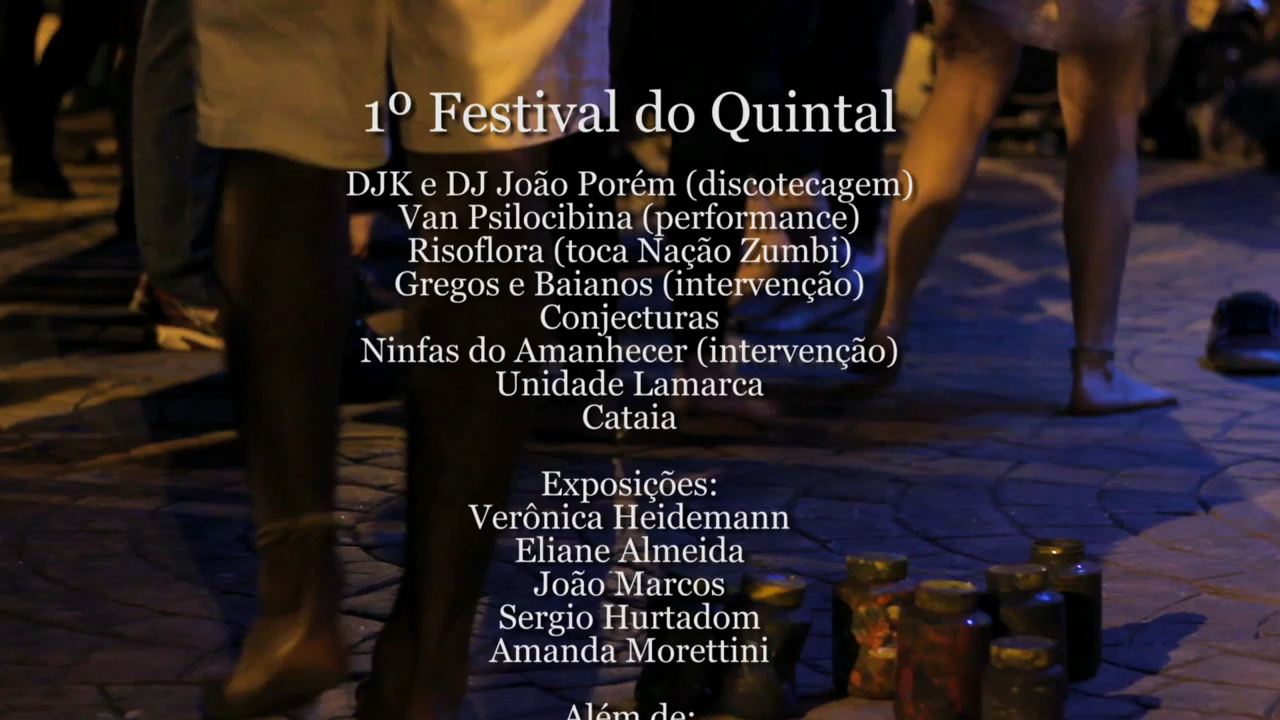 1º Festival do Quintal
DJK e DJ João Porém (discotecagem)
Van Psilocibina (performance)
Risoflora (toca Nação Zumbi)
Gregos e Baianos (intervenção)
Conjecturas
Ninfas do Amanhecer (intervenção)
Unidade Lamarca
Cataia
Exposições:
Verônica Heidemann
Eliane Almeida
João Marcos
Sergio Hurtadom
Amanda Morettini
Além de: